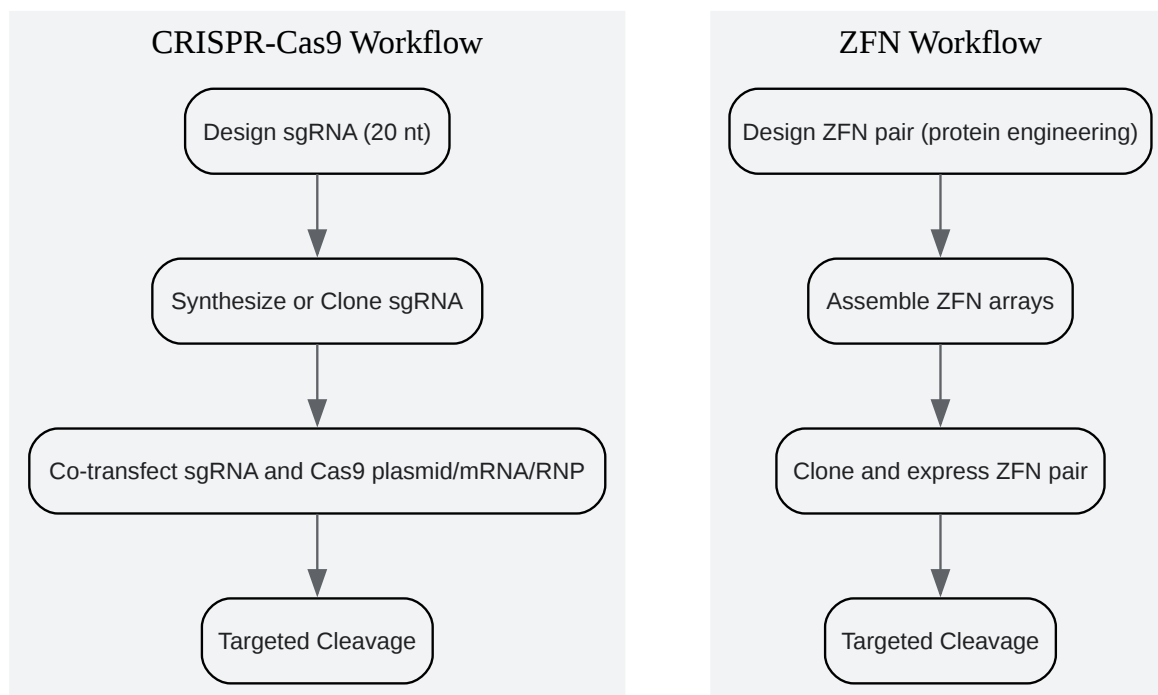 CRISPR-Cas9 Workflow
Design sgRNA (20 nt)
Synthesize or Clone sgRNA
Co-transfect sgRNA and Cas9 plasmid/mRNA/RNP
Targeted Cleavage
ZFN Workflow
Design ZFN pair (protein engineering)
Assemble ZFN arrays
Clone and express ZFN pair
Targeted Cleavage